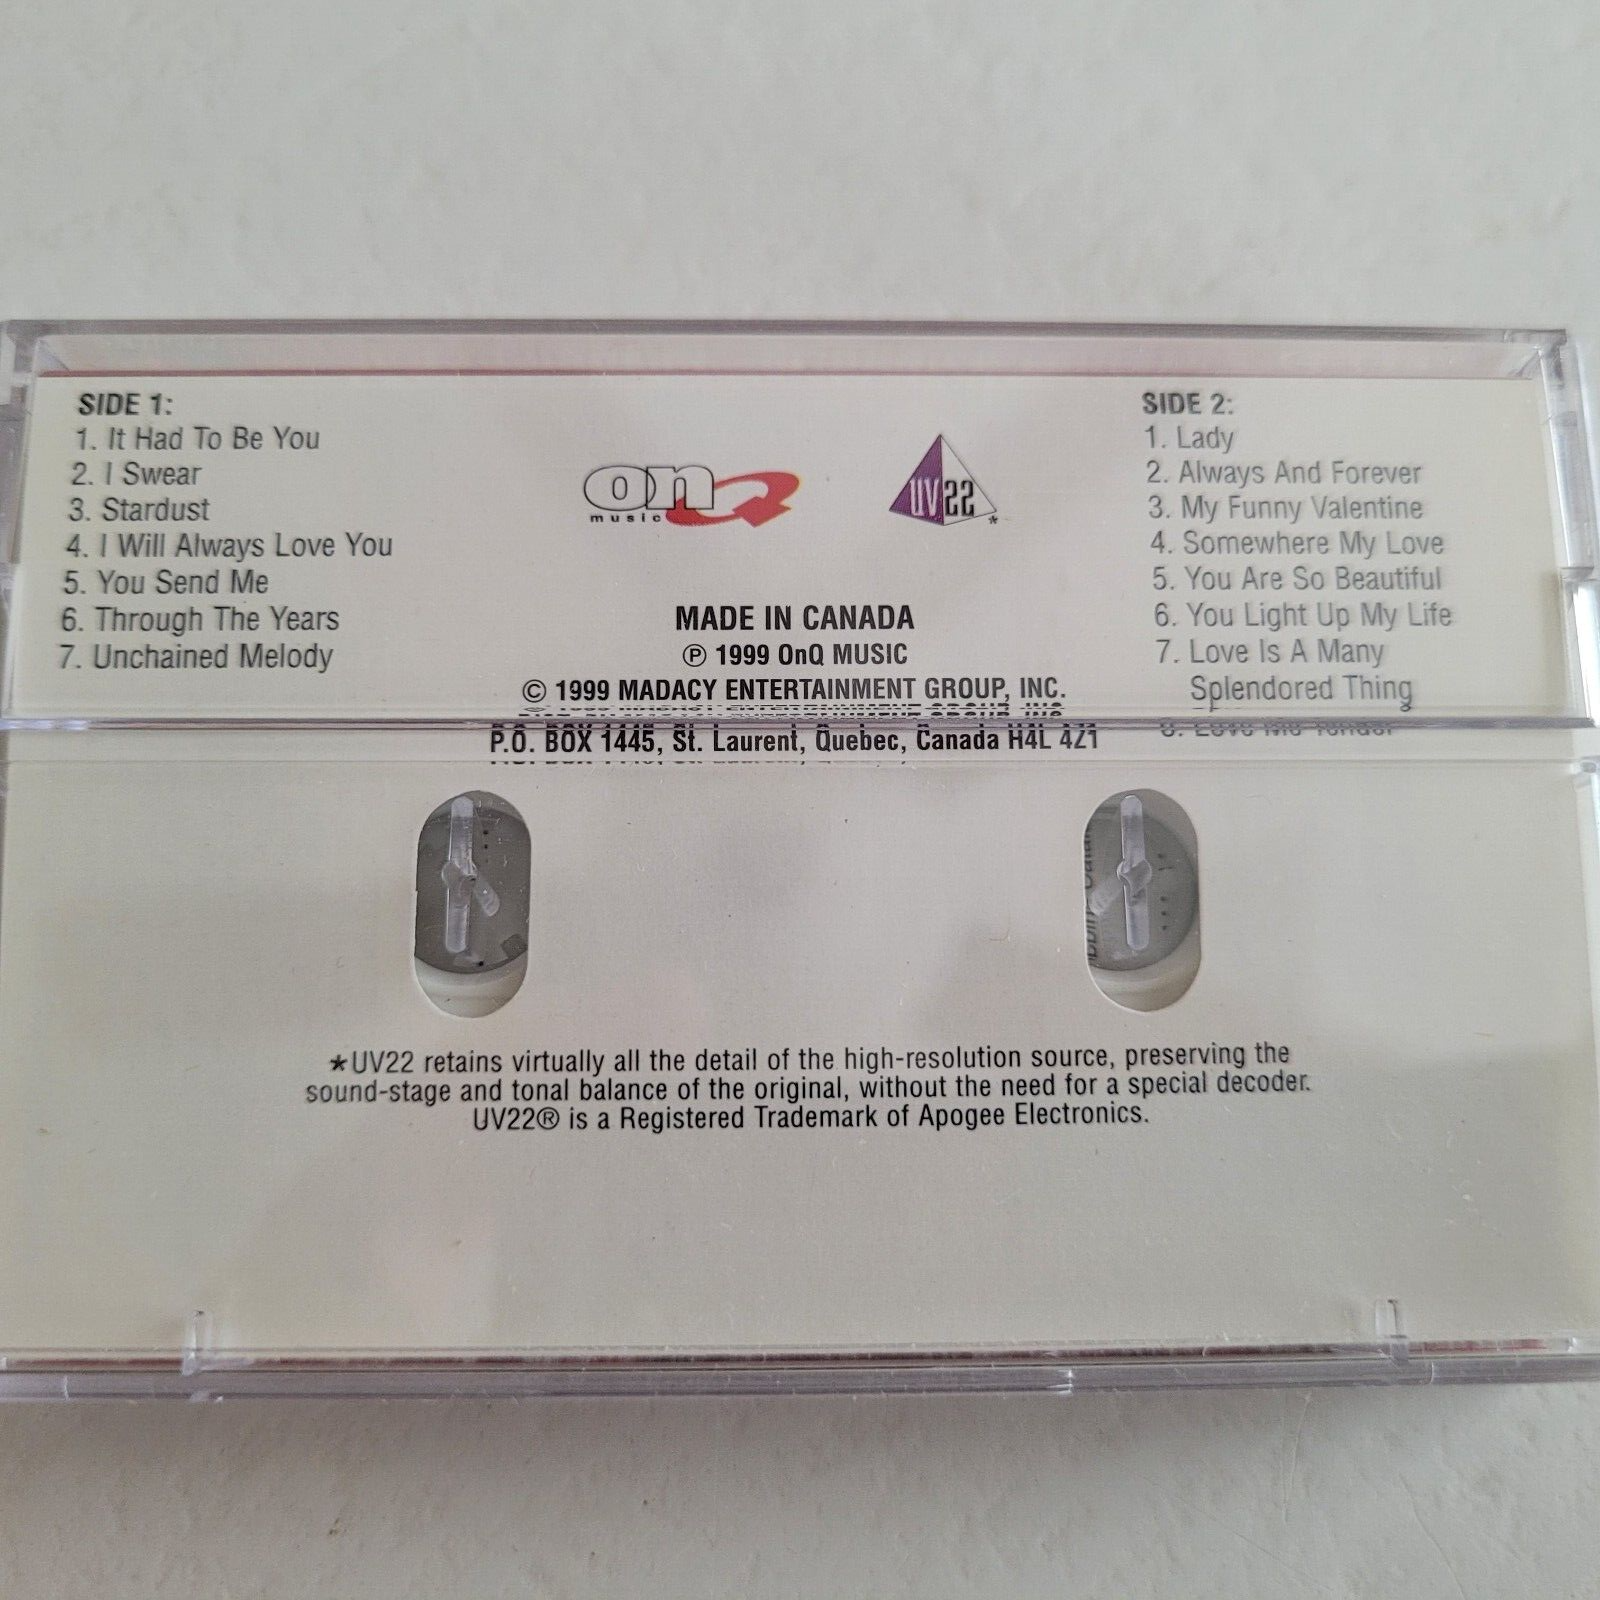 SIDE 1:
1. It Had To Be You
2. I Swear
3. Stardust
4. I Will Always Love You
5. You Send Me
6. Through The Years
7. Unchained Melody
on Q
music
UV22
*
MADE IN CANADA
℗ 1999 OnQ MUSIC
© 1999 MADACY ENTERTAINMENT GROUP, INC.
P.O. BOX 1445, St. Laurent, Quebec, Canada H4L 4Z1
SIDE 2:
1. Lady
2. Always And Forever
3. My Funny Valentine
4. Somewhere My Love
5. You Are So Beautiful
6. You Light Up My Life
7. Love Is A Many
Splendored Thing
8. Love Me Tender
*UV22 retains virtually all the detail of the high-resolution source, preserving the
sound-stage and tonal balance of the original, without the need for a special decoder.
UV22® is a Registered Trademark of Apogee Electronics.